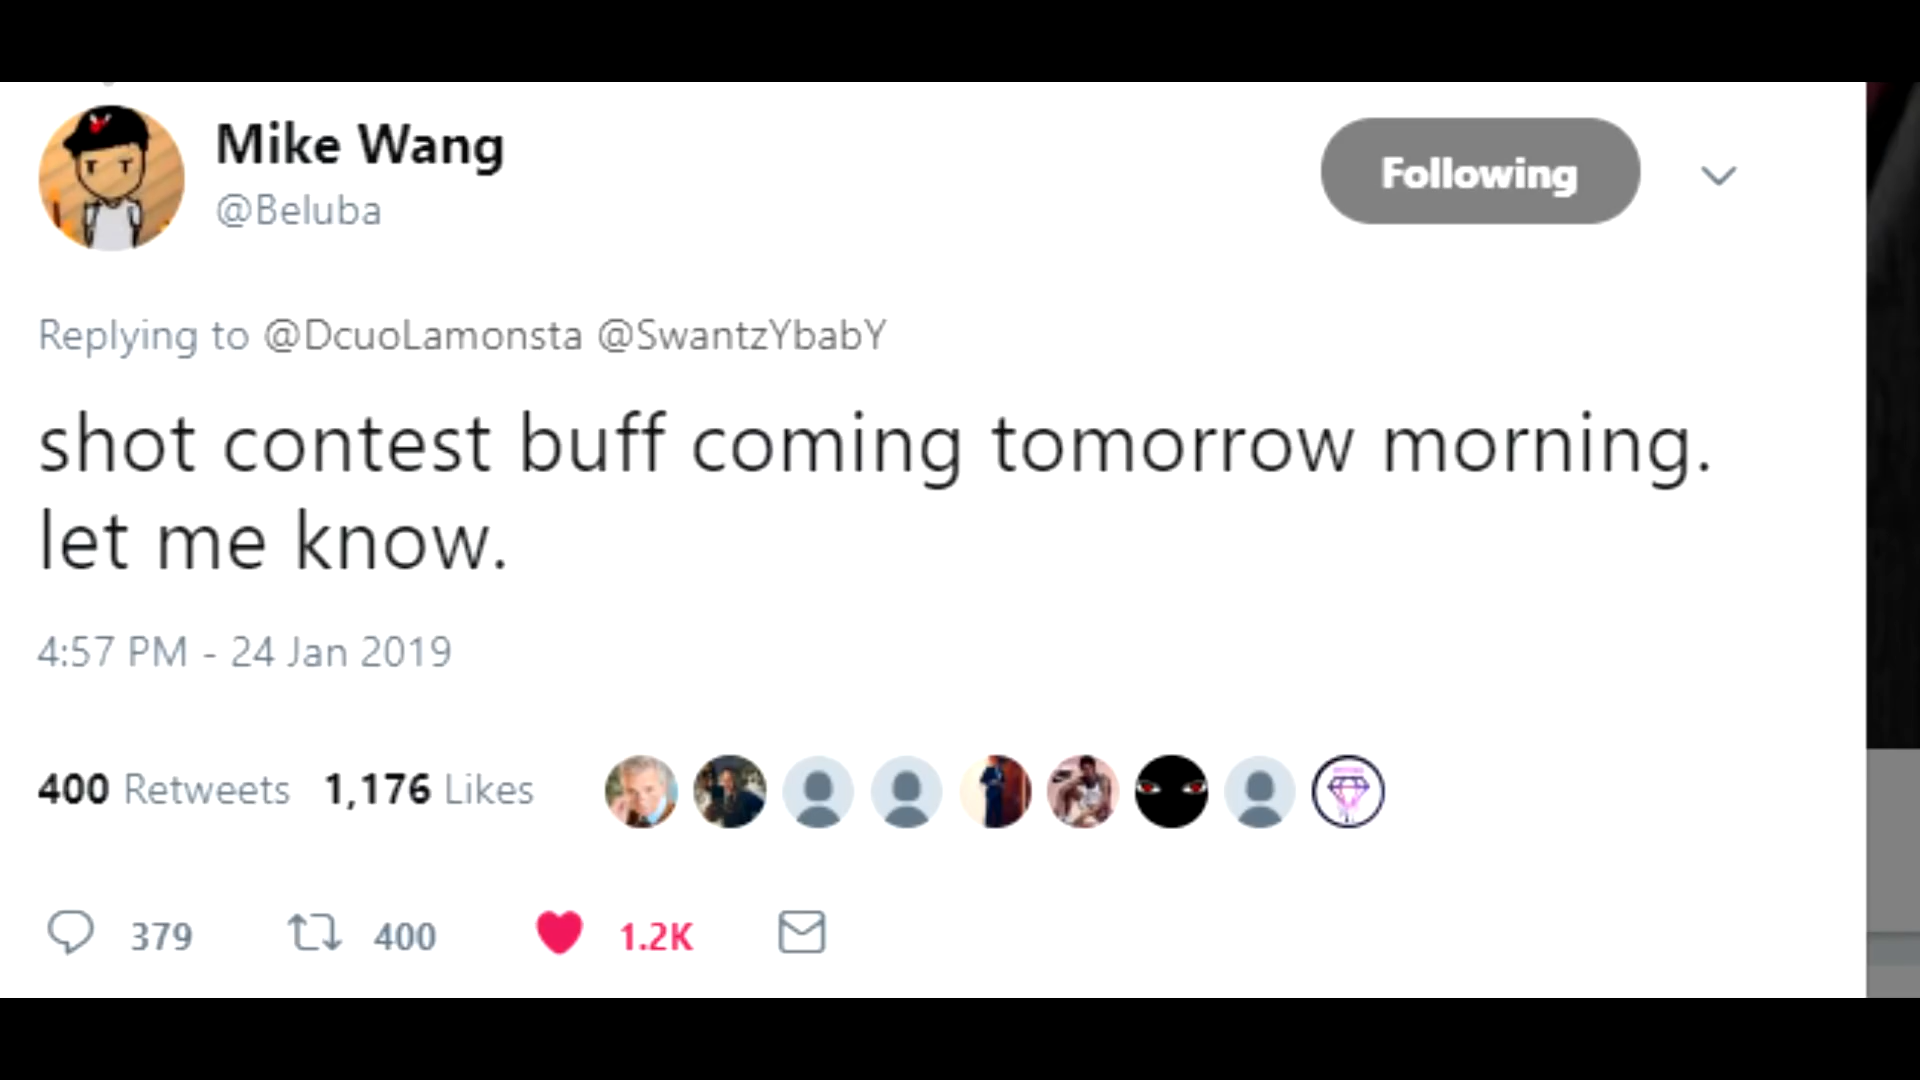 Mike Wang
@Beluba
Following
Replying to @DcuoLamonsta @SwantzYbabY
shot contest buff coming tomorrow morning.
let me know.
4:57 PM - 24 Jan 2019
400 Retweets 1,176 Likes
379 400 1.2K